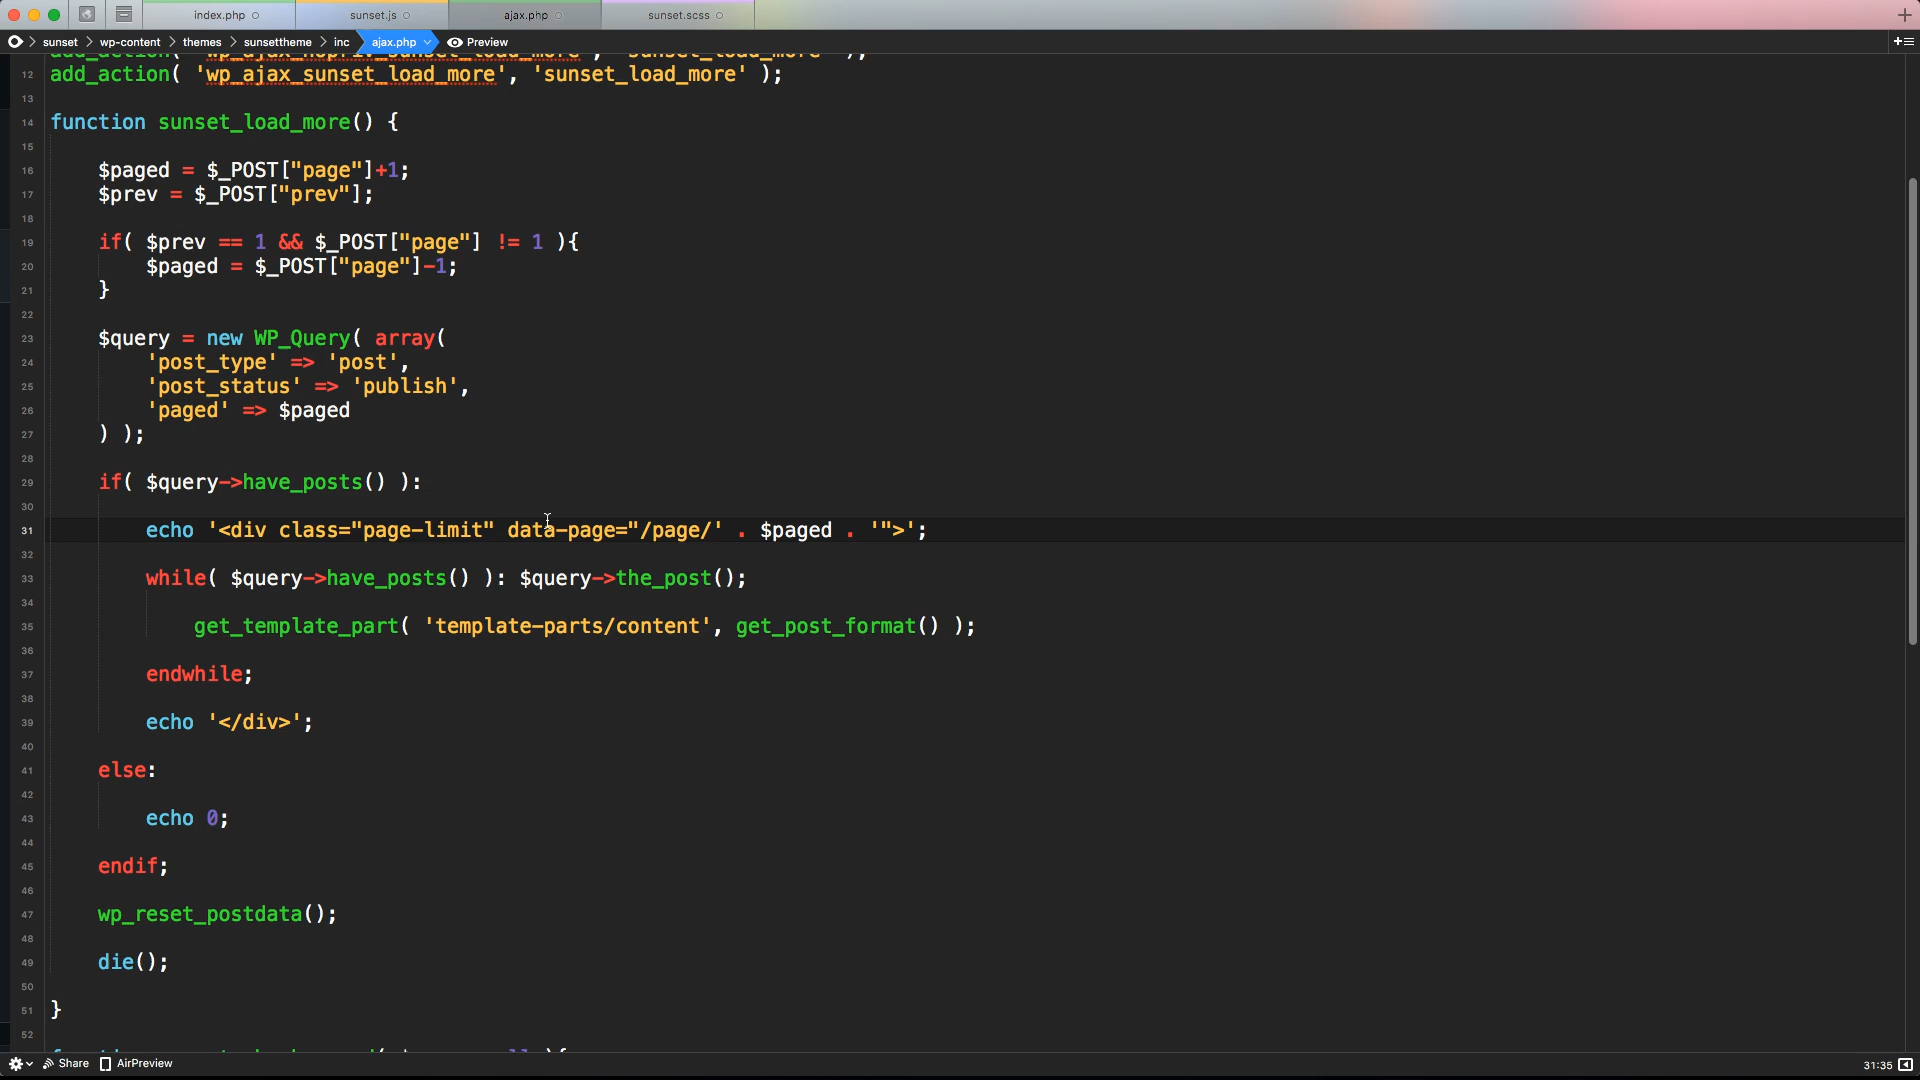 index.php
sunset.js
ajax.php
sunset.scss
sunset wp-content themes sunsettheme inc ajax.php Preview
12 add_action( 'wp_ajax_sunset_load_more', 'sunset_load_more' );
13
14 function sunset_load_more() {
15
16 $paged = $_POST["page"]+1;
17 $prev = $_POST["prev"];
18
19 if( $prev == 1 && $_POST["page"] != 1 ){
20 $paged = $_POST["page"]-1;
21 }
22
23 $query = new WP_Query( array(
24 'post_type' => 'post',
25 'post_status' => 'publish',
26 'paged' => $paged
27 ) );
28
29 if( $query->have_posts() ):
30
31 echo '<div class="page-limit" data-page="/page/' . $paged . '">';
32
33 while( $query->have_posts() ): $query->the_post();
34
35 get_template_part( 'template-parts/content', get_post_format() );
36
37 endwhile;
38
39 echo '</div>';
40
41 else:
42
43 echo 0;
44
45 endif;
46
47 wp_reset_postdata();
48
49 die();
50
51 }
52
Share AirPreview 31:35